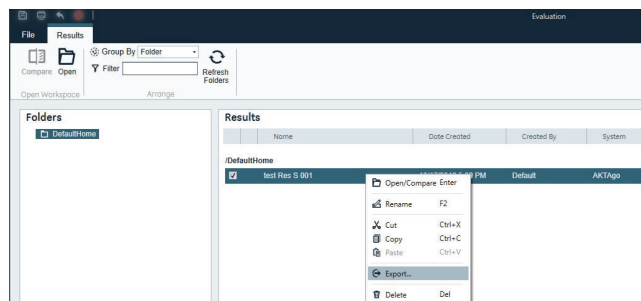 Evaluation
File Results
Compare Open
Group By Folder
Filter
Refresh
Folders
Open Workspace
Arrange
Folders
DefaultHome
Results
Name Date Created Created By System
/DefaultHome
test Res S 001 PM Default AKTAgo
Open/Compare Enter
Rename F2
Cut Ctrl+X
Copy Ctrl+C
Paste Ctrl+V
Export...
Delete Del